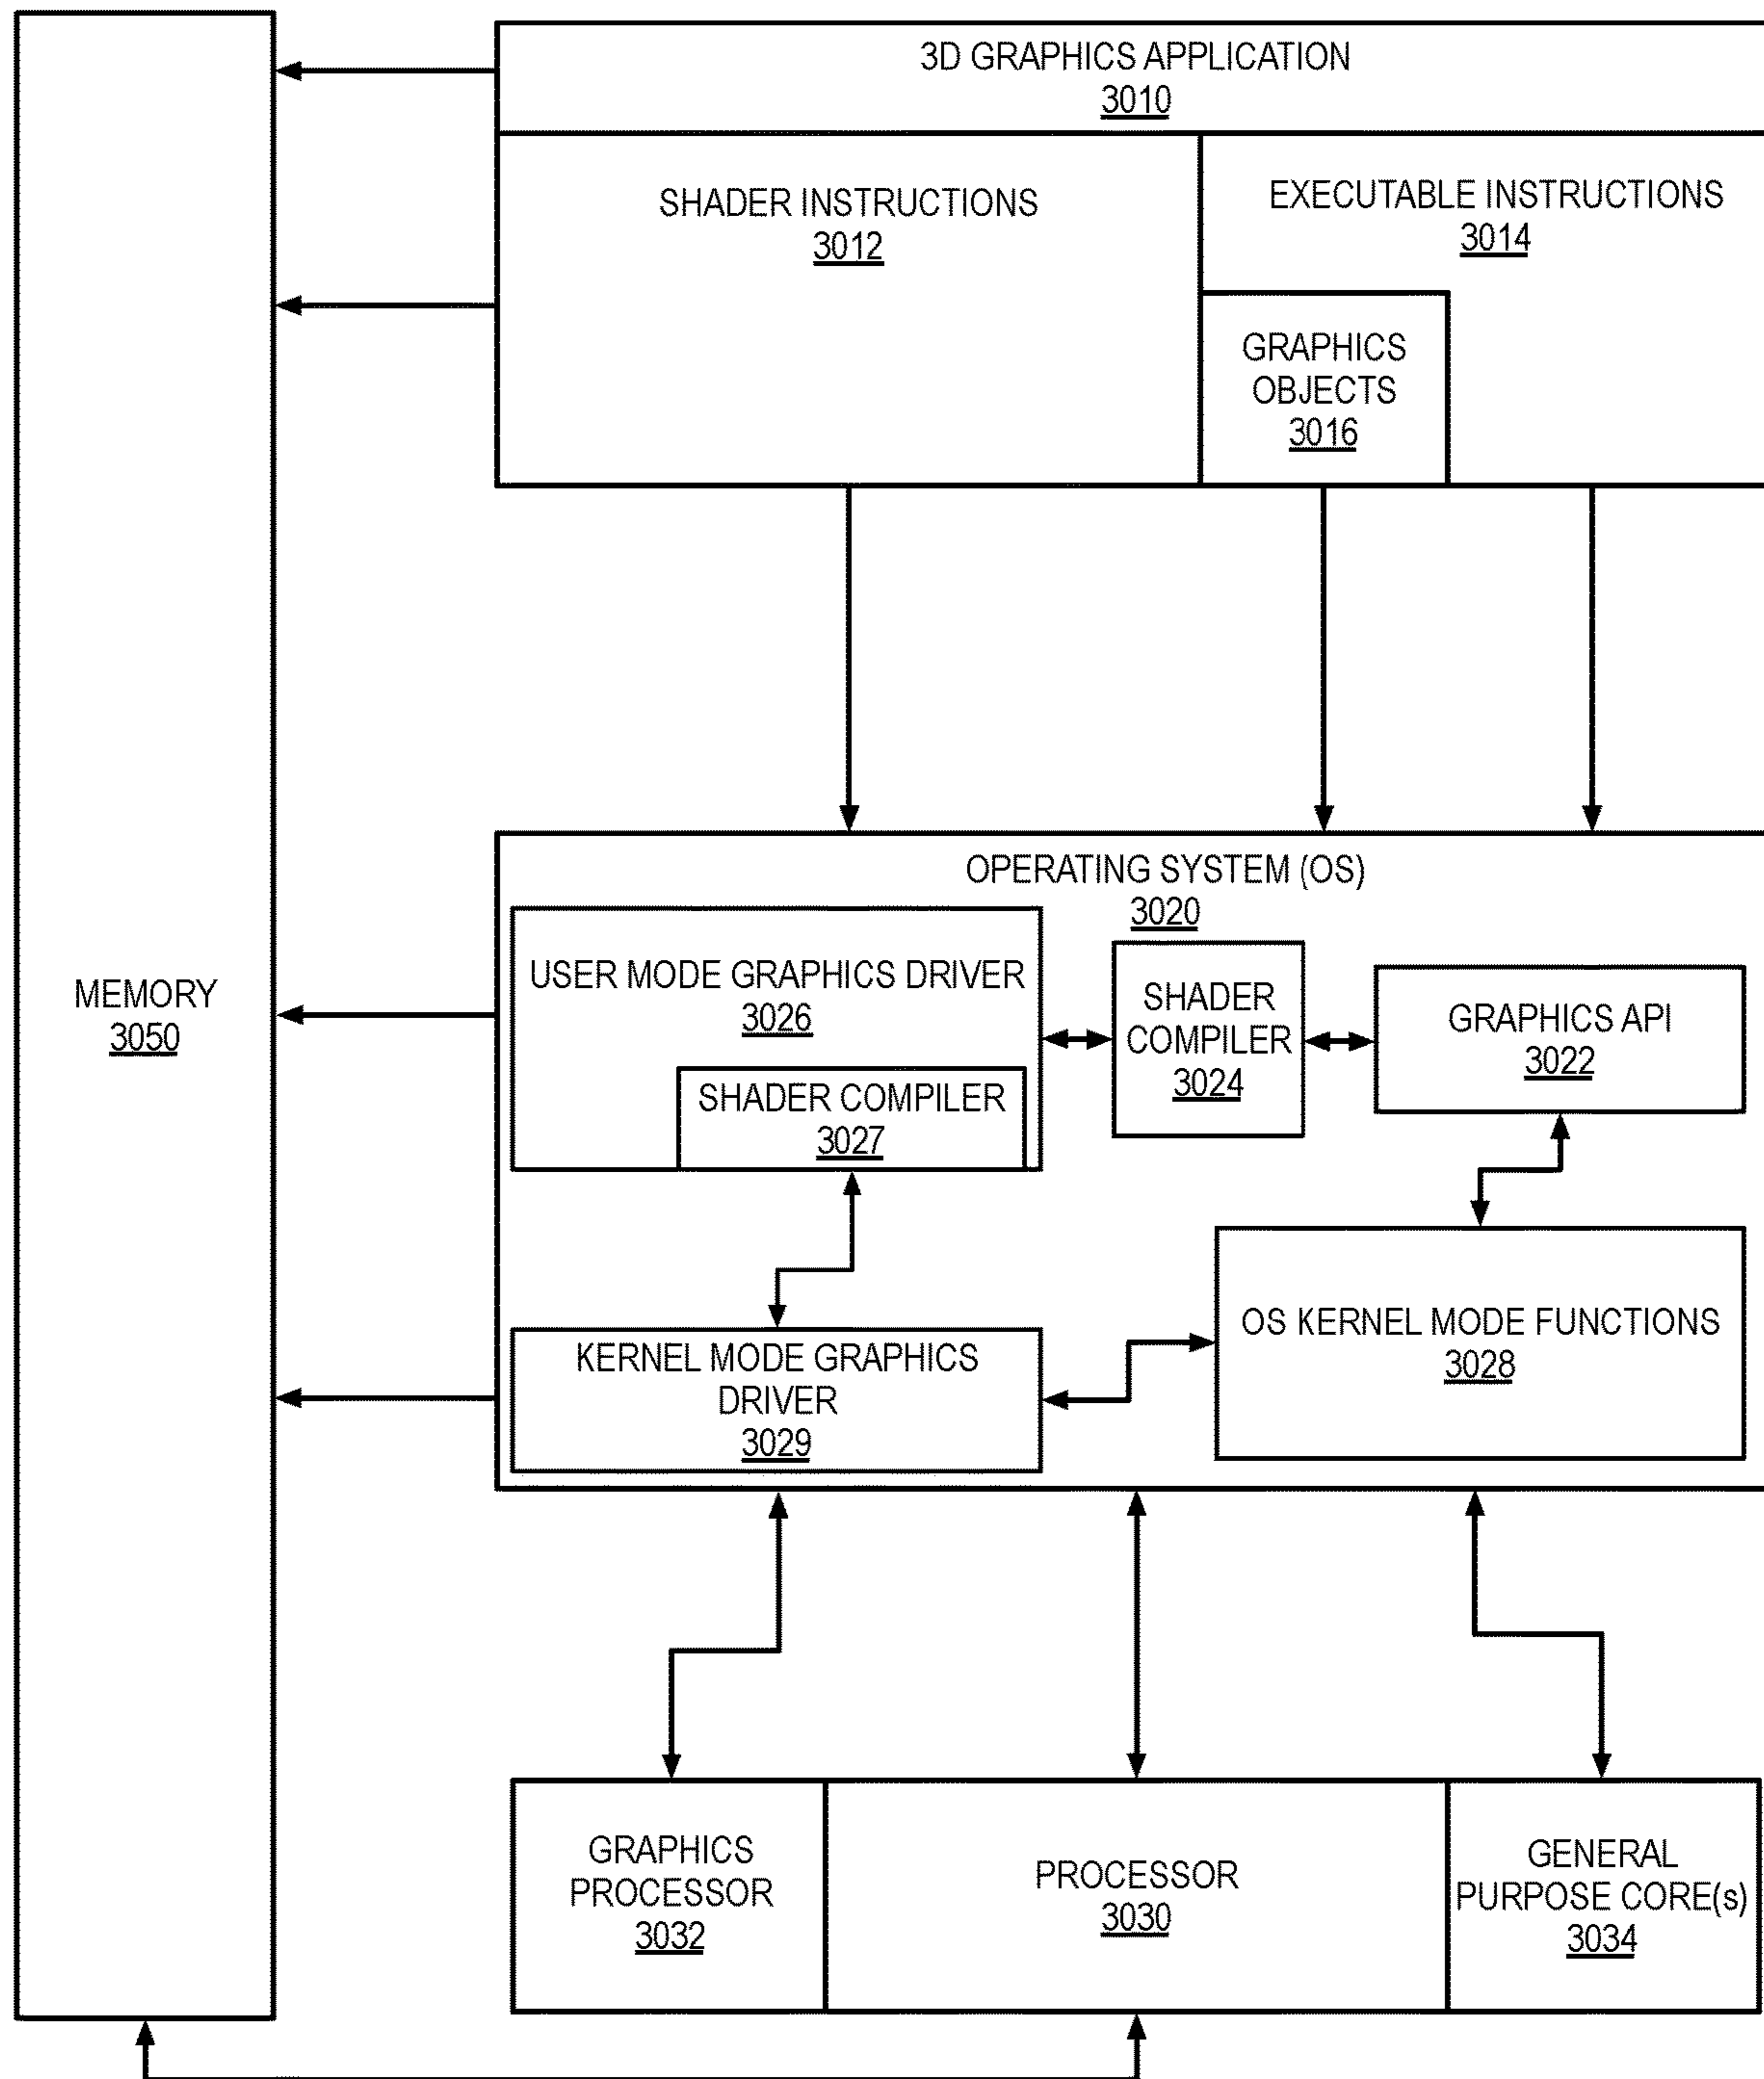 3D GRAPHICS APPLICATION
3010
SHADER INSTRUCTIONS
3012
EXECUTABLE INSTRUCTIONS
3014
GRAPHICS
OBJECTS
3016
MEMORY
3050
OPERATING SYSTEM (OS)
3020
USER MODE GRAPHICS DRIVER
3026
SHADER COMPILER
3027
SHADER
COMPILER
3024
GRAPHICS API
3022
KERNEL MODE GRAPHICS
DRIVER
3029
OS KERNEL MODE FUNCTIONS
3028
GRAPHICS
PROCESSOR
3032
PROCESSOR
3030
GENERAL
PURPOSE CORE(s)
3034